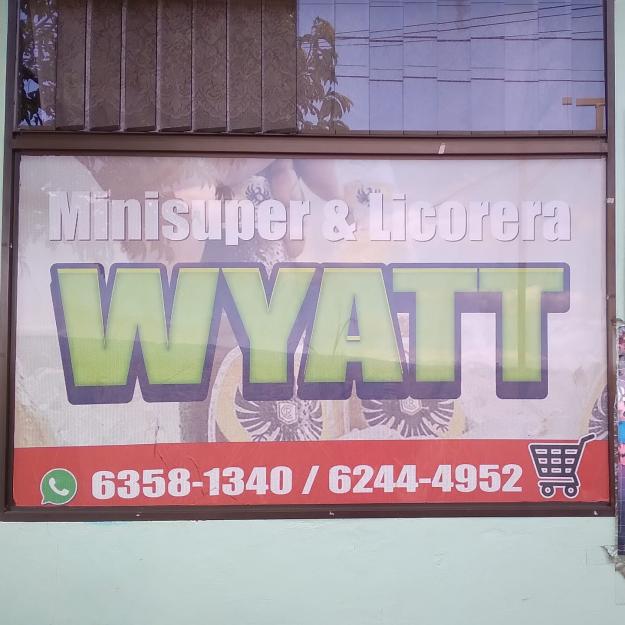 Minisuper & Licorera
WYATT
6358-1340 / 6244-4952